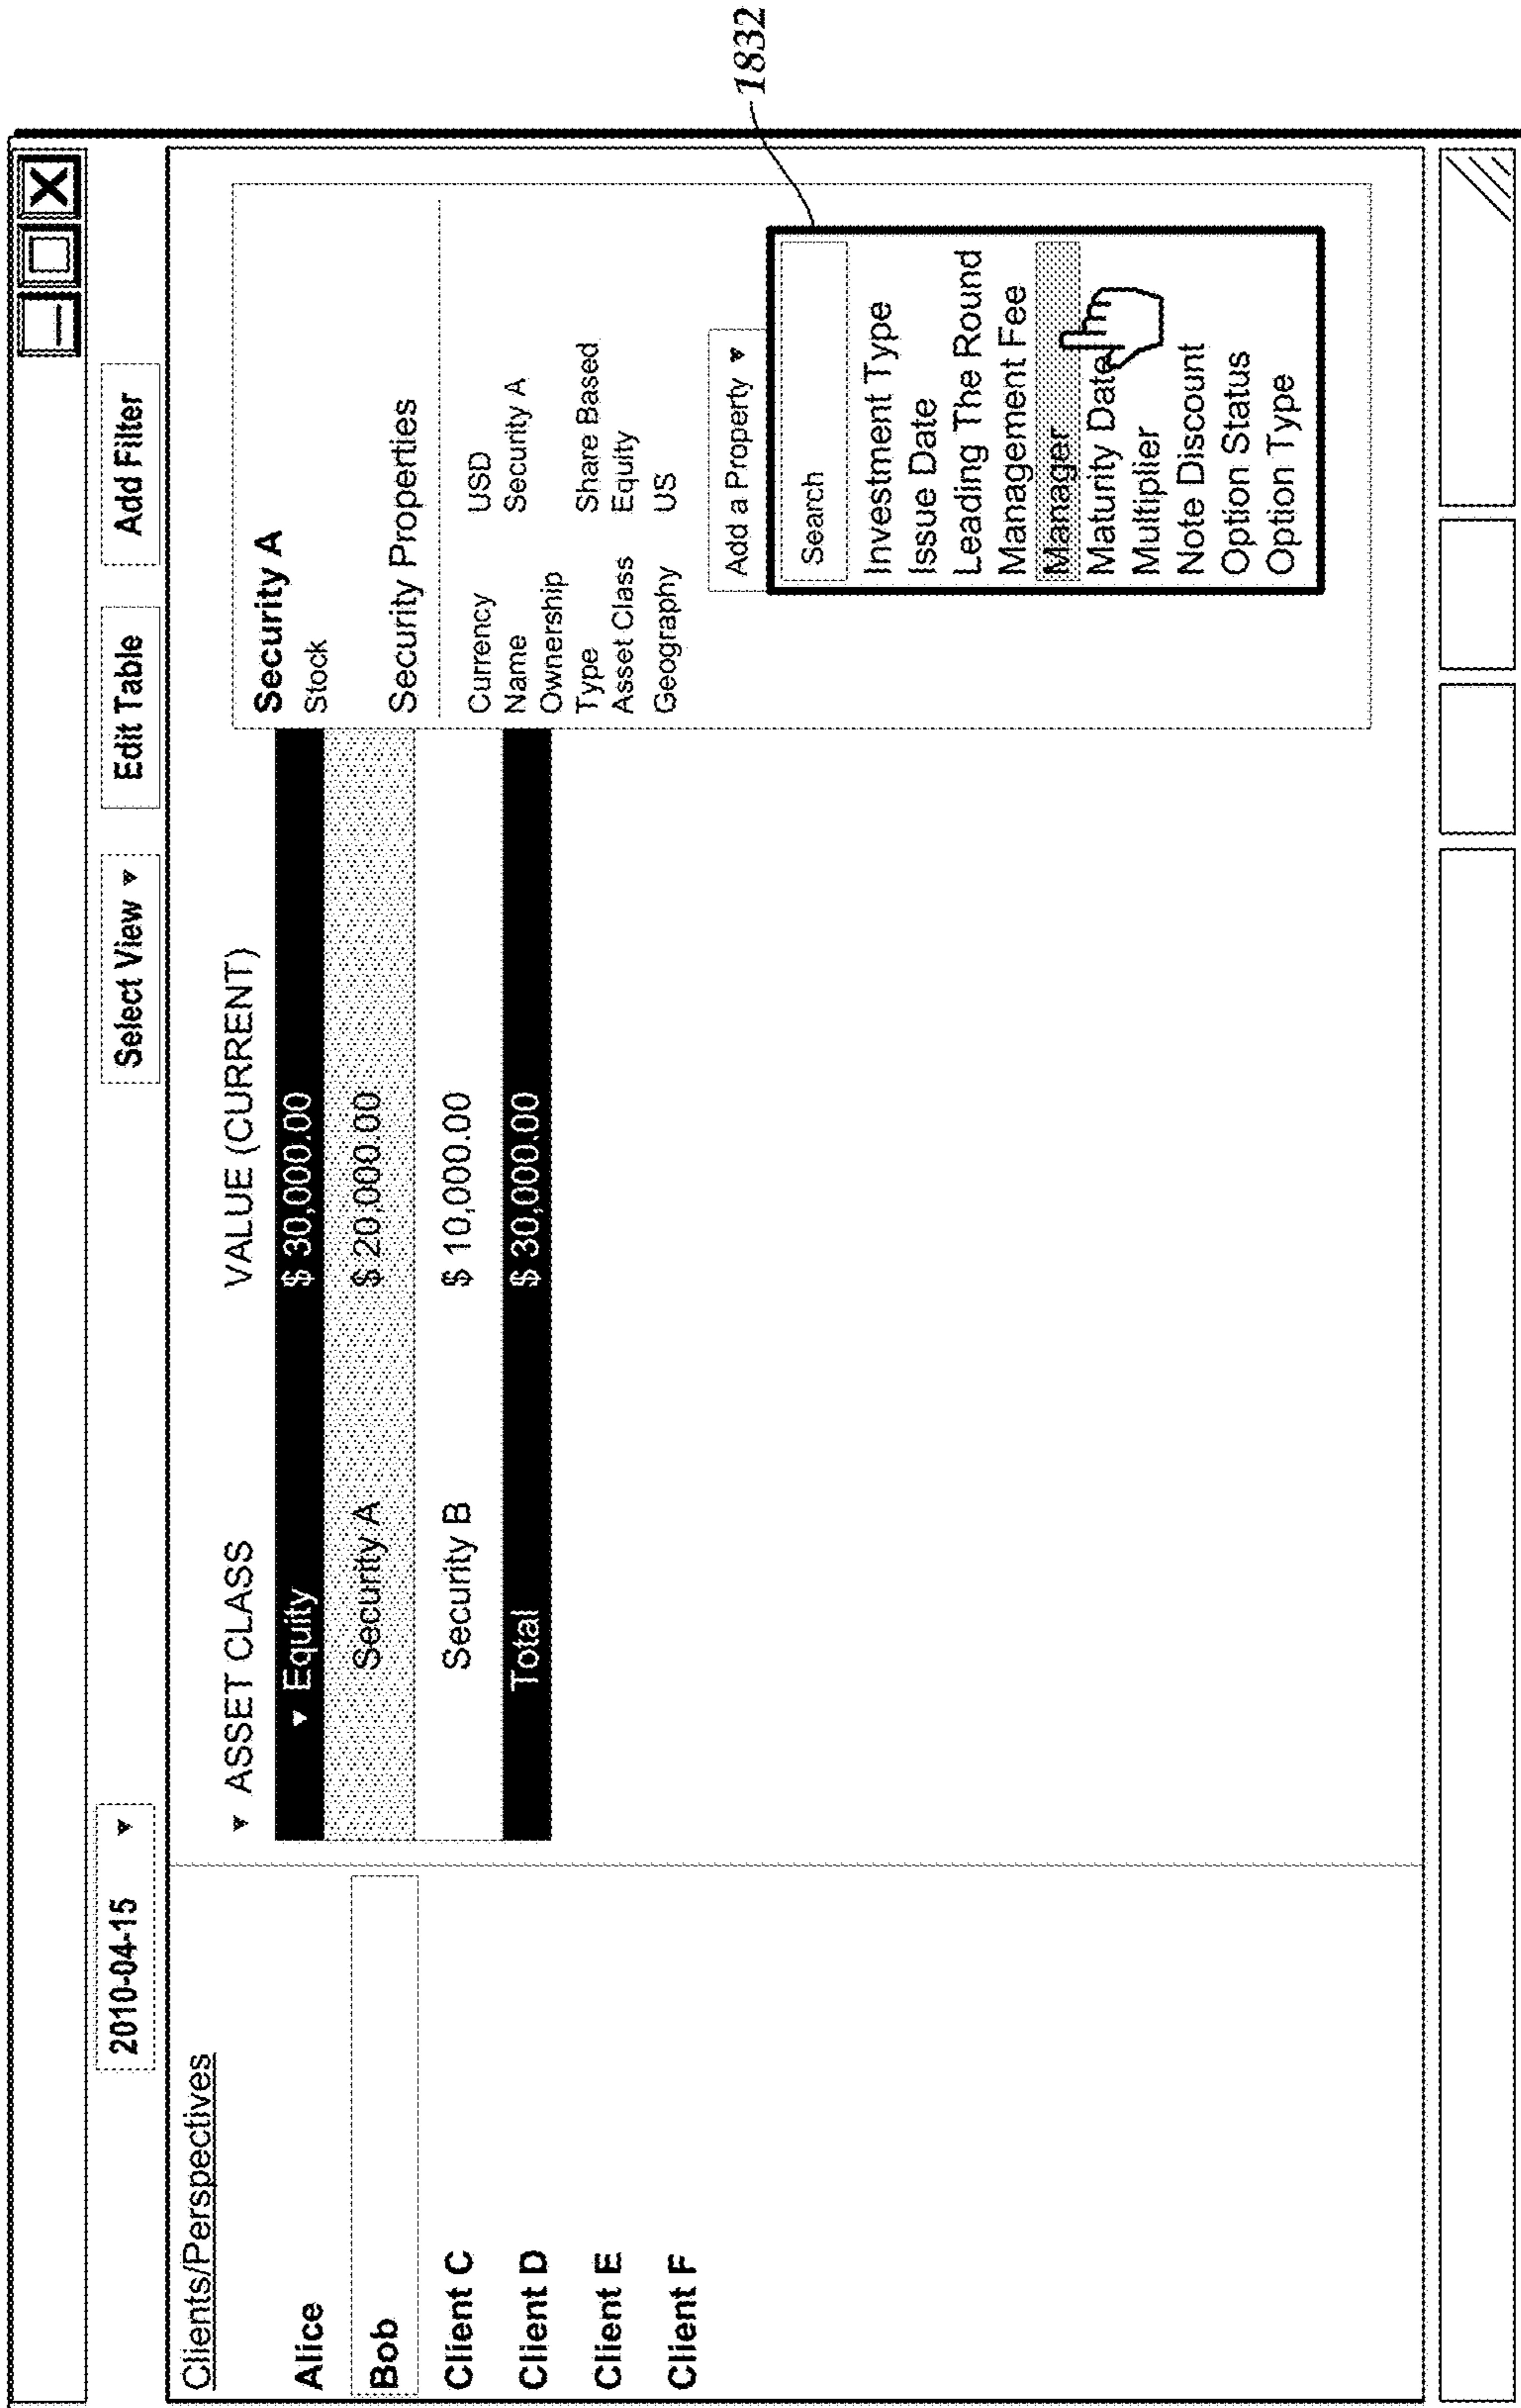 2010-04-15 ▼
Select View ▼
Edit Table
Add Filter
Clients/Perspectives
Alice
Bob
Client C
Client D
Client E
Client F
▼ ASSET CLASS VALUE (CURRENT)
▼ Equity $ 30,000.00
Security A $ 20,000.00
Security B $ 10,000.00
Total $ 30,000.00
Security A
Stock
Security Properties
Currency USD
Name Security A
Ownership
Type Share Based
Asset Class Equity
Geography US
Add a Property ▼
Search
Investment Type
Issue Date
Leading The Round
Management Fee
Manager
Maturity Date
Multiplier
Note Discount
Option Status
Option Type
1832